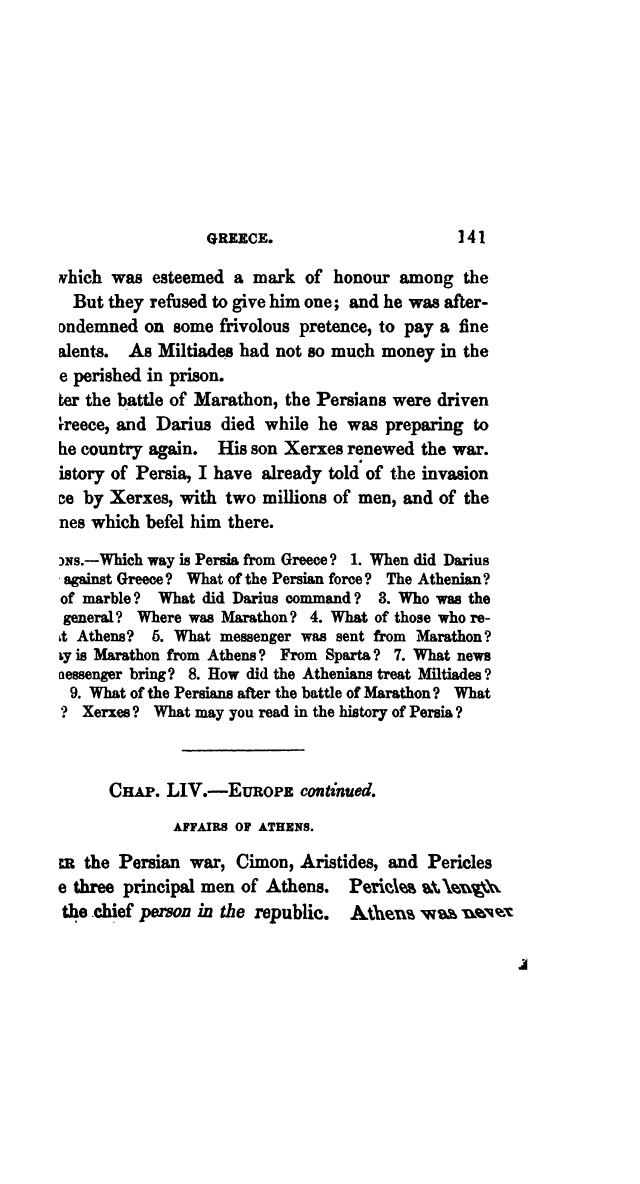 GREECE. 141
which was esteemed a mark of honour among the
But they refused to give him one; and he was after-
ondemned on some frivolous pretence, to pay a fine
alents. As Miltiades had not so much money in the
e perished in prison.
ter the battle of Marathon, the Persians were driven
reece, and Darius died while he was preparing to
he country again. His son Xerxes renewed the war.
istory of Persia, I have already told of the invasion
ce by Xerxes, with two millions of men, and of the
nes which befel him there.
ons.—Which way is Persia from Greece? 1. When did Darius
against Greece? What of the Persian force? The Athenian?
of marble? What did Darius command? 3. Who was the
general? Where was Marathon? 4. What of those who re-
t Athens? 5. What messenger was sent from Marathon?
ay is Marathon from Athens? From Sparta? 7. What news
messenger bring? 8. How did the Athenians treat Miltiades?
9. What of the Persians after the battle of Marathon? What
? Xerxes? What may you read in the history of Persia?
CHAP. LIV.—EUROPE continued.
AFFAIRS OF ATHENS.
ER the Persian war, Cimon, Aristides, and Pericles
e three principal men of Athens. Pericles at length
the chief person in the republic. Athens was never